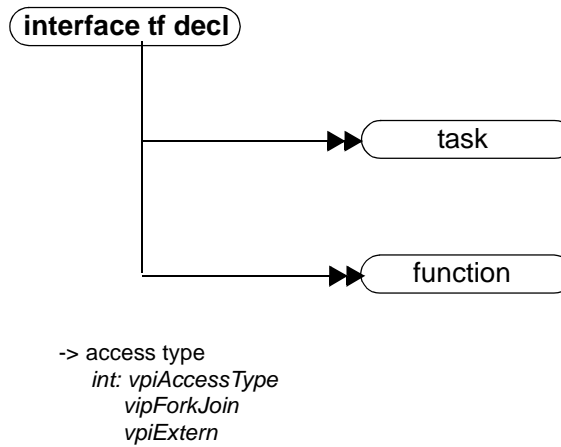 interface tf decl
task
function
-> access type
int: vpiAccessType
vipForkJoin
vpiExtern